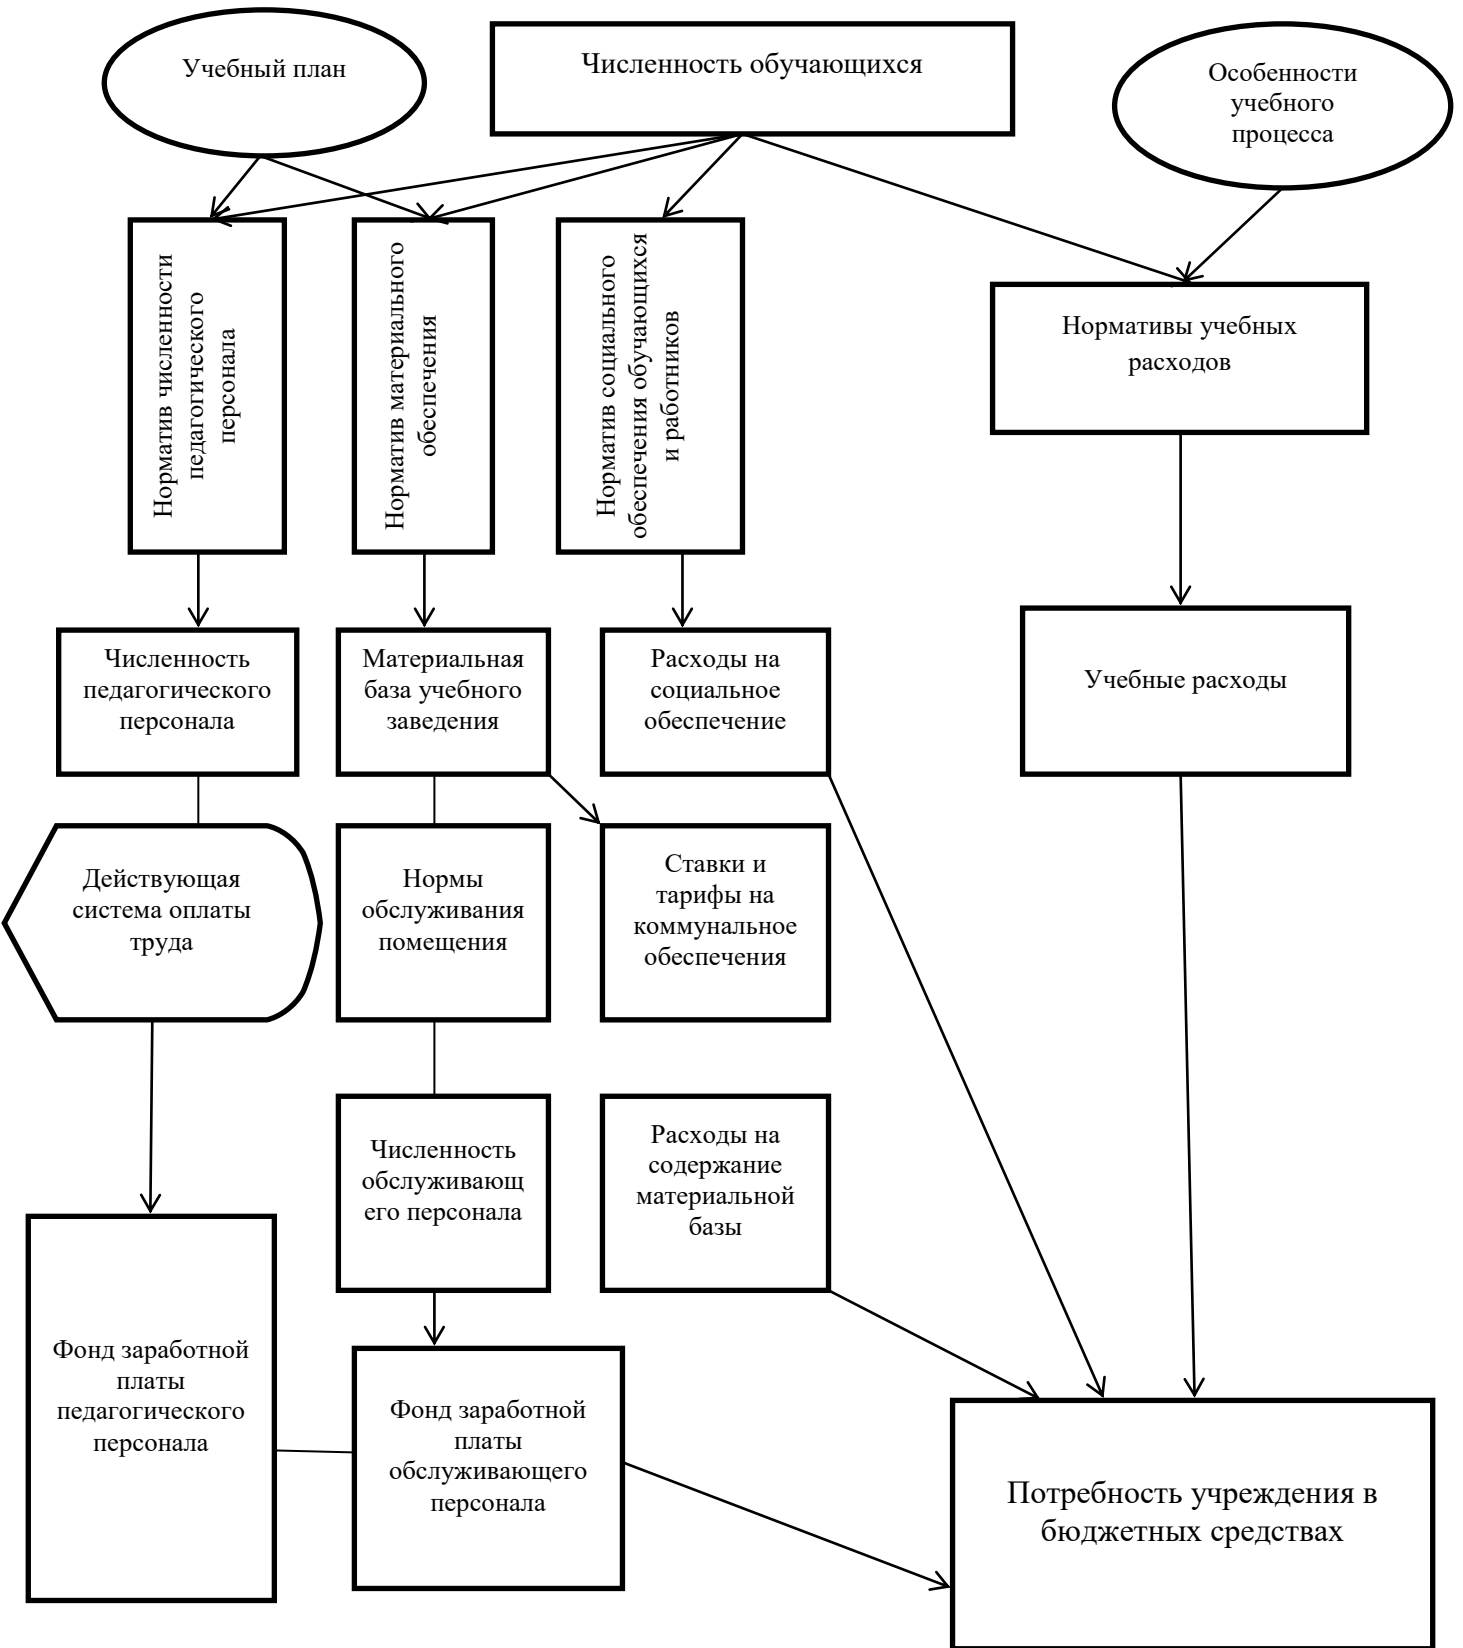 Учебный план
Численность обучающихся
Особенности
учебного
процесса
Норматив численности
педагогического
персонала
Норматив материального
обеспечения
Норматив социального
обеспечения обучающихся
и работников
Нормативы учебных
расходов
Численность
педагогического
персонала
Материальная
база учебного
заведения
Расходы на
социальное
обеспечение
Учебные расходы
Действующая
система оплаты
труда
Нормы
обслуживания
помещения
Ставки и
тарифы на
коммунальное
обеспечения
Численность
обслуживающ
его персонала
Расходы на
содержание
материальной
базы
Фонд заработной
платы
педагогического
персонала
Фонд заработной
платы
обслуживающего
персонала
Потребность учреждения в
бюджетных средствах